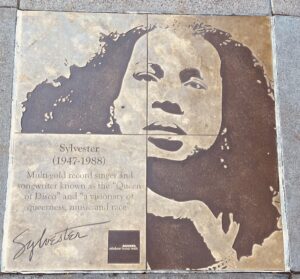 Sylvester
(1947-1988)
Multi-gold record singer and
songwriter known as the "Queen
of Disco" and "a visionary of
queerness, music and race"
Sylvester